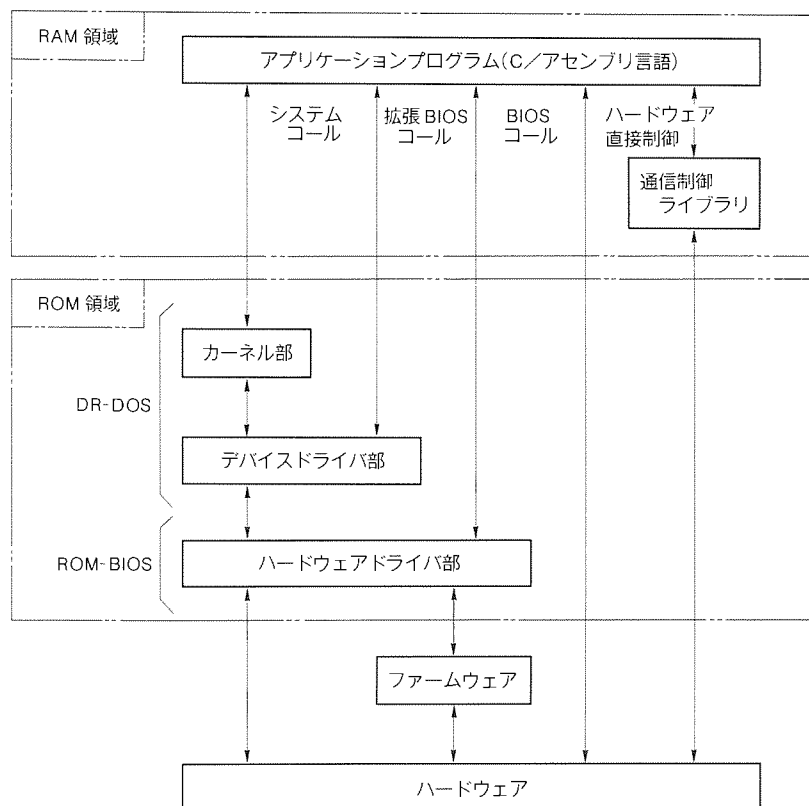 RAM 領域
アプリケーションプログラム(C／アセンブリ言語)
システム
コール
拡張 BIOS
コール
BIOS
コール
ハードウェア
直接制御
通信制御
ライブラリ
ROM 領域
カーネル部
DR-DOS
デバイスドライバ部
ROM-BIOS
ハードウェアドライバ部
ファームウェア
ハードウェア